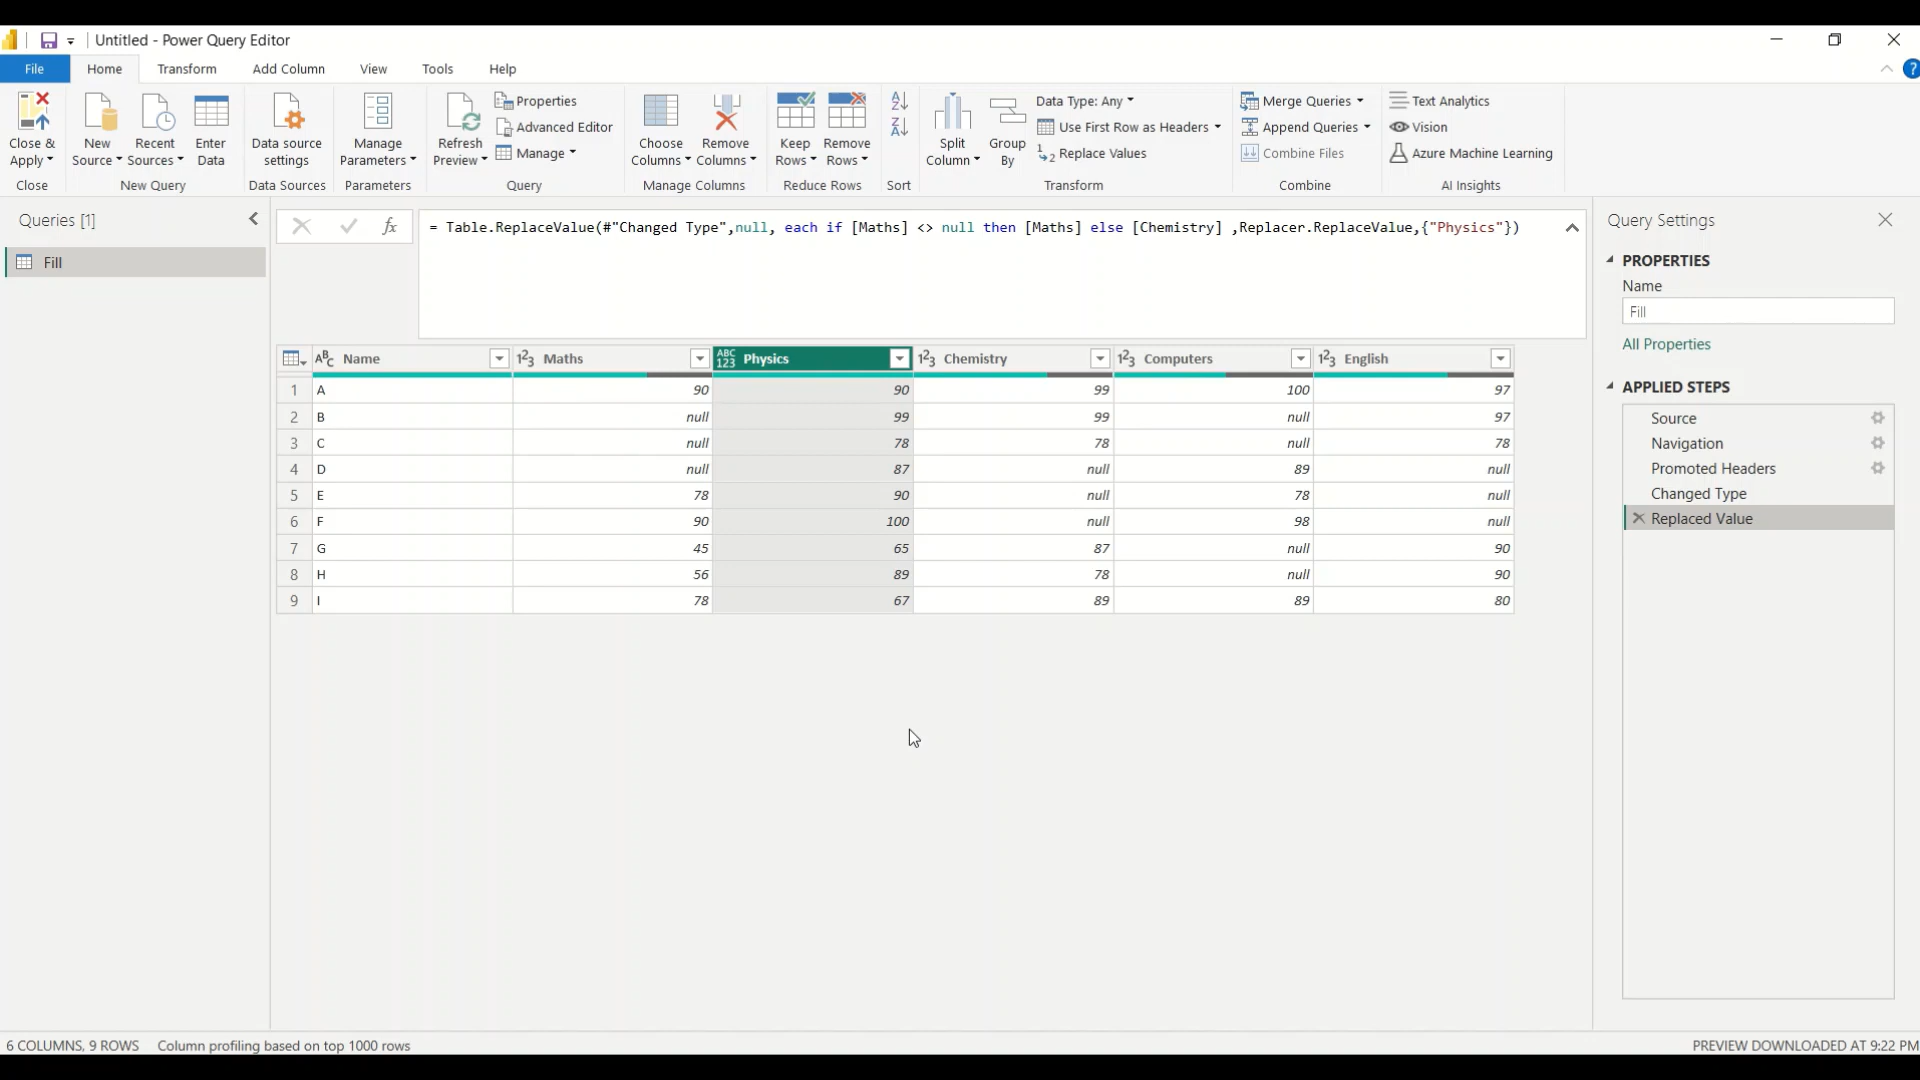 Untitled - Power Query Editor
File Home Transform Add Column View Tools Help
Close & Apply
Close
New Source
Recent Sources
Enter Data
New Query
Data source settings
Data Sources
Manage Parameters
Parameters
Refresh Preview
Properties
Advanced Editor
Manage
Query
Choose Columns
Remove Columns
Manage Columns
Keep Rows
Remove Rows
Reduce Rows
Sort
Split Column
Group By
Data Type: Any
Use First Row as Headers
Replace Values
Transform
Merge Queries
Append Queries
Combine Files
Combine
Text Analytics
Vision
Azure Machine Learning
AI Insights
Queries [1]
Fill
fx
= Table.ReplaceValue(#"Changed Type",null, each if [Maths] <> null then [Maths] else [Chemistry] ,Replacer.ReplaceValue,{"Physics"})
ABC Name 123 Maths ABC 123 Physics 123 Chemistry 123 Computers 123 English
1 A 90 90 99 100 97
2 B null 99 99 null 97
3 C null 78 78 null 78
4 D null 87 null 89 null
5 E 78 90 null 78 null
6 F 90 100 null 98 null
7 G 45 65 87 null 90
8 H 56 89 78 null 90
9 I 78 67 89 89 80
Query Settings
PROPERTIES
Name
Fill
All Properties
APPLIED STEPS
Source
Navigation
Promoted Headers
Changed Type
Replaced Value
6 COLUMNS, 9 ROWS Column profiling based on top 1000 rows
PREVIEW DOWNLOADED AT 9:22 PM